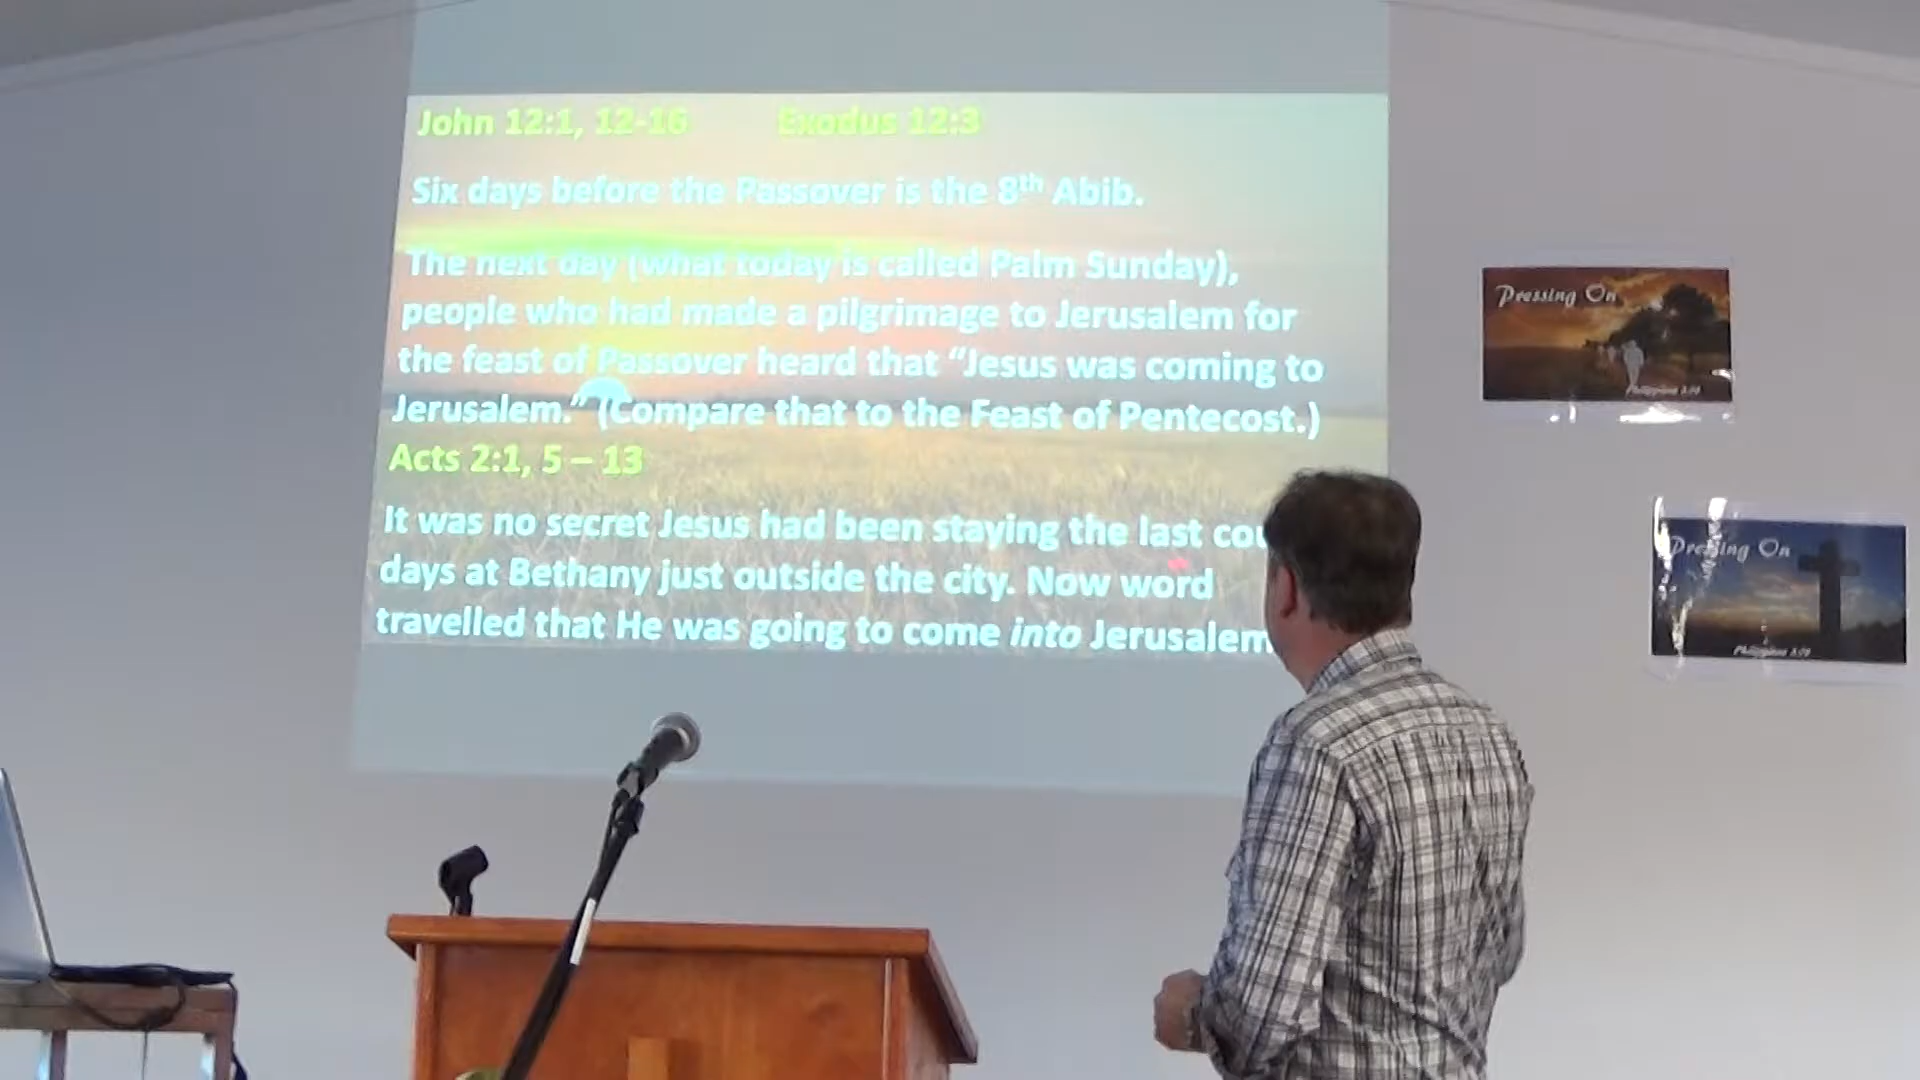 John 12:1, 12-16 Exodus 12:3
Six days before the Passover is the 8th Abib.
The next day (what today is called Palm Sunday),
people who had made a pilgrimage to Jerusalem for
the feast of Passover heard that “Jesus was coming to
Jerusalem.” (Compare that to the Feast of Pentecost.)
Acts 2:1, 5 – 13
It was no secret Jesus had been staying the last
days at Bethany just outside the city. Now word
travelled that He was going to come into Jerusalem
Pressing On
Philippians
Pressing On
Philippians